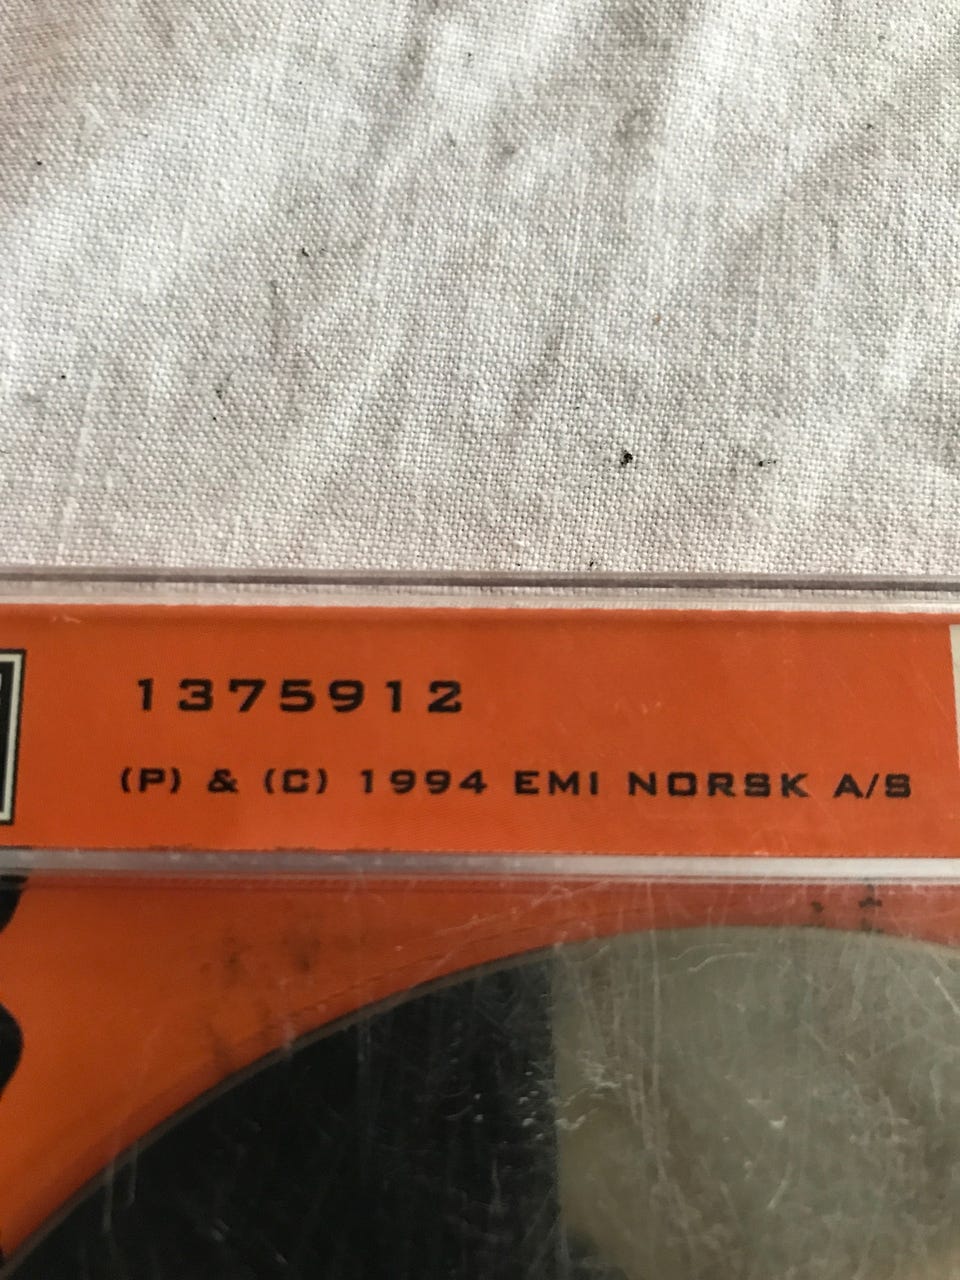 1375912
(P) & (C) 1994 EMI NORSK A/S